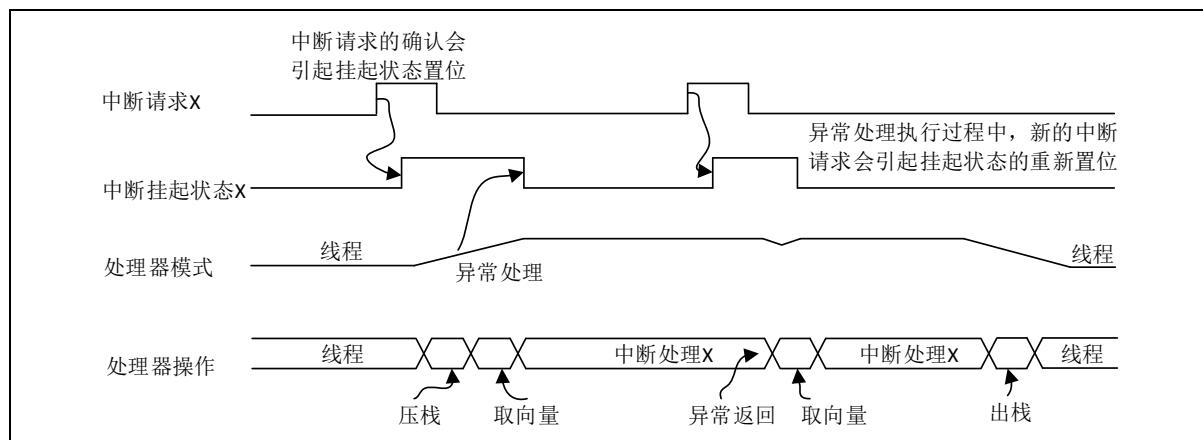 中断请求的确认会
引起挂起状态置位
中断请求X
异常处理执行过程中，新的中断
请求会引起挂起状态的重新置位
中断挂起状态X
线程
线程
处理器模式
异常处理
线程
中断处理X
中断处理X
线程
处理器操作
压栈
取向量
异常返回
取向量
出栈